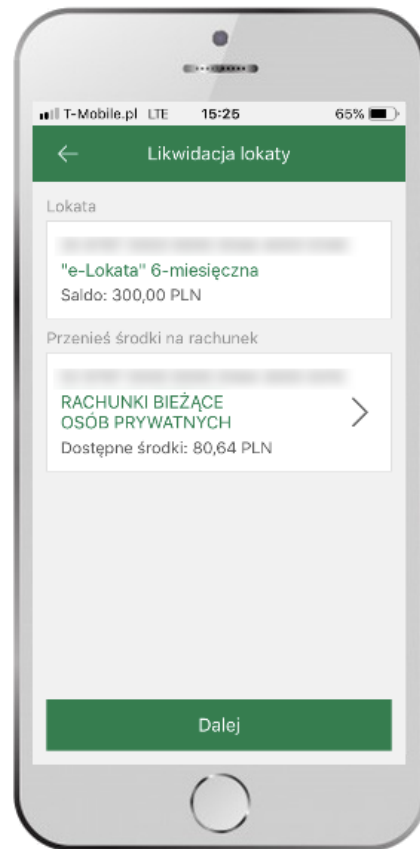 T-Mobile.pl LTE 15:25 65%
Likwidacja lokaty
Lokata
"e-Lokata" 6-miesięczna
Saldo: 300,00 PLN
Przenieś środki na rachunek
RACHUNKI BIEŻĄCE
OSÓB PRYWATNYCH
Dostępne środki: 80,64 PLN
Dalej